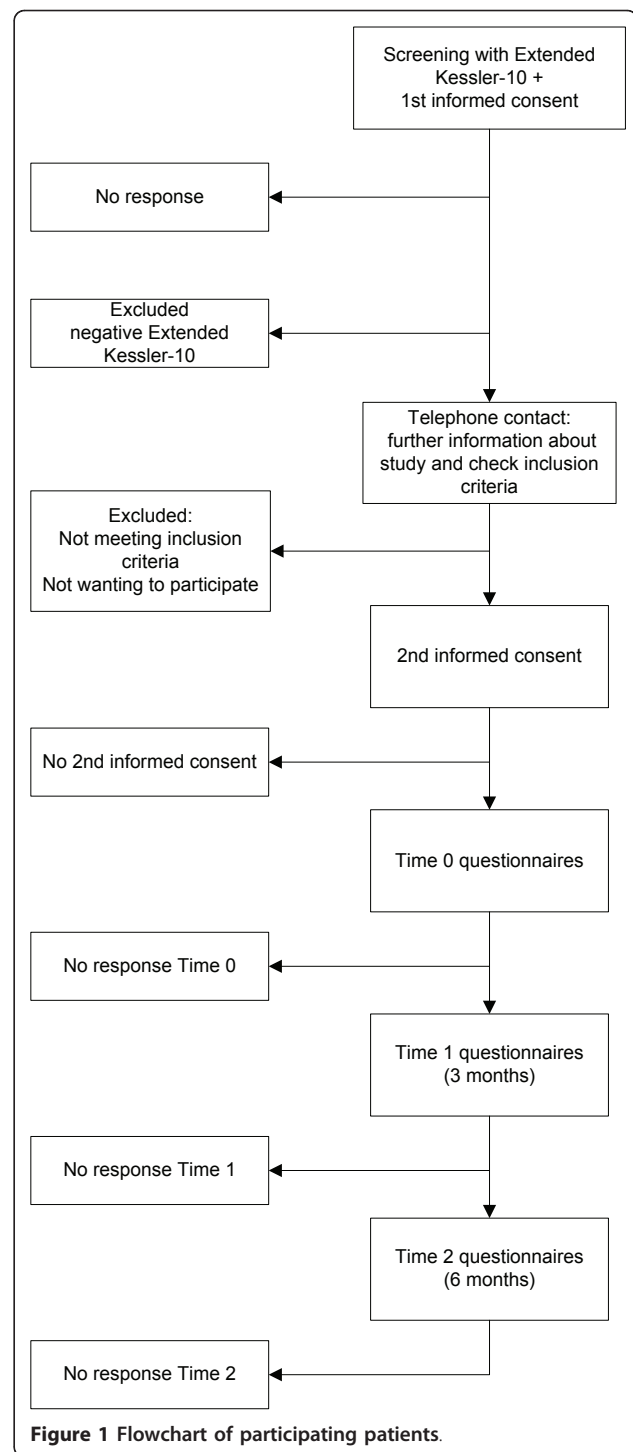 Screening with Extended
Kessler-10 +
1st informed consent
No response
Excluded
negative Extended
Kessler-10
Telephone contact:
further information about
study and check inclusion
criteria
Excluded:
Not meeting inclusion
criteria
Not wanting to participate
2nd informed consent
No 2nd informed consent
Time 0 questionnaires
No response Time 0
Time 1 questionnaires
(3 months)
No response Time 1
Time 2 questionnaires
(6 months)
No response Time 2
Figure 1 Flowchart of participating patients.